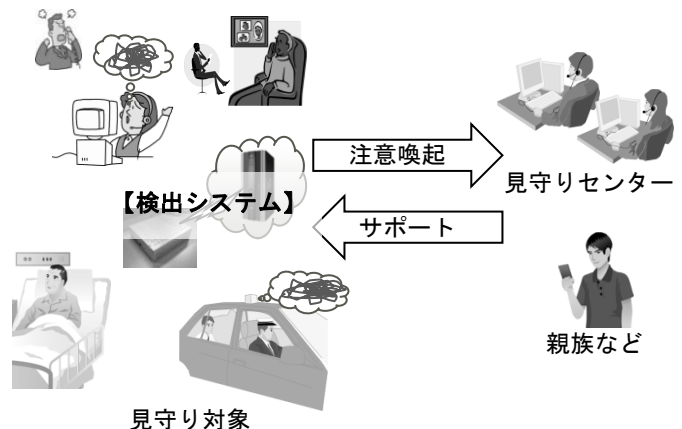 注意喚起
見守りセンター
【検出システム】
サポート
親族など
見守り対象